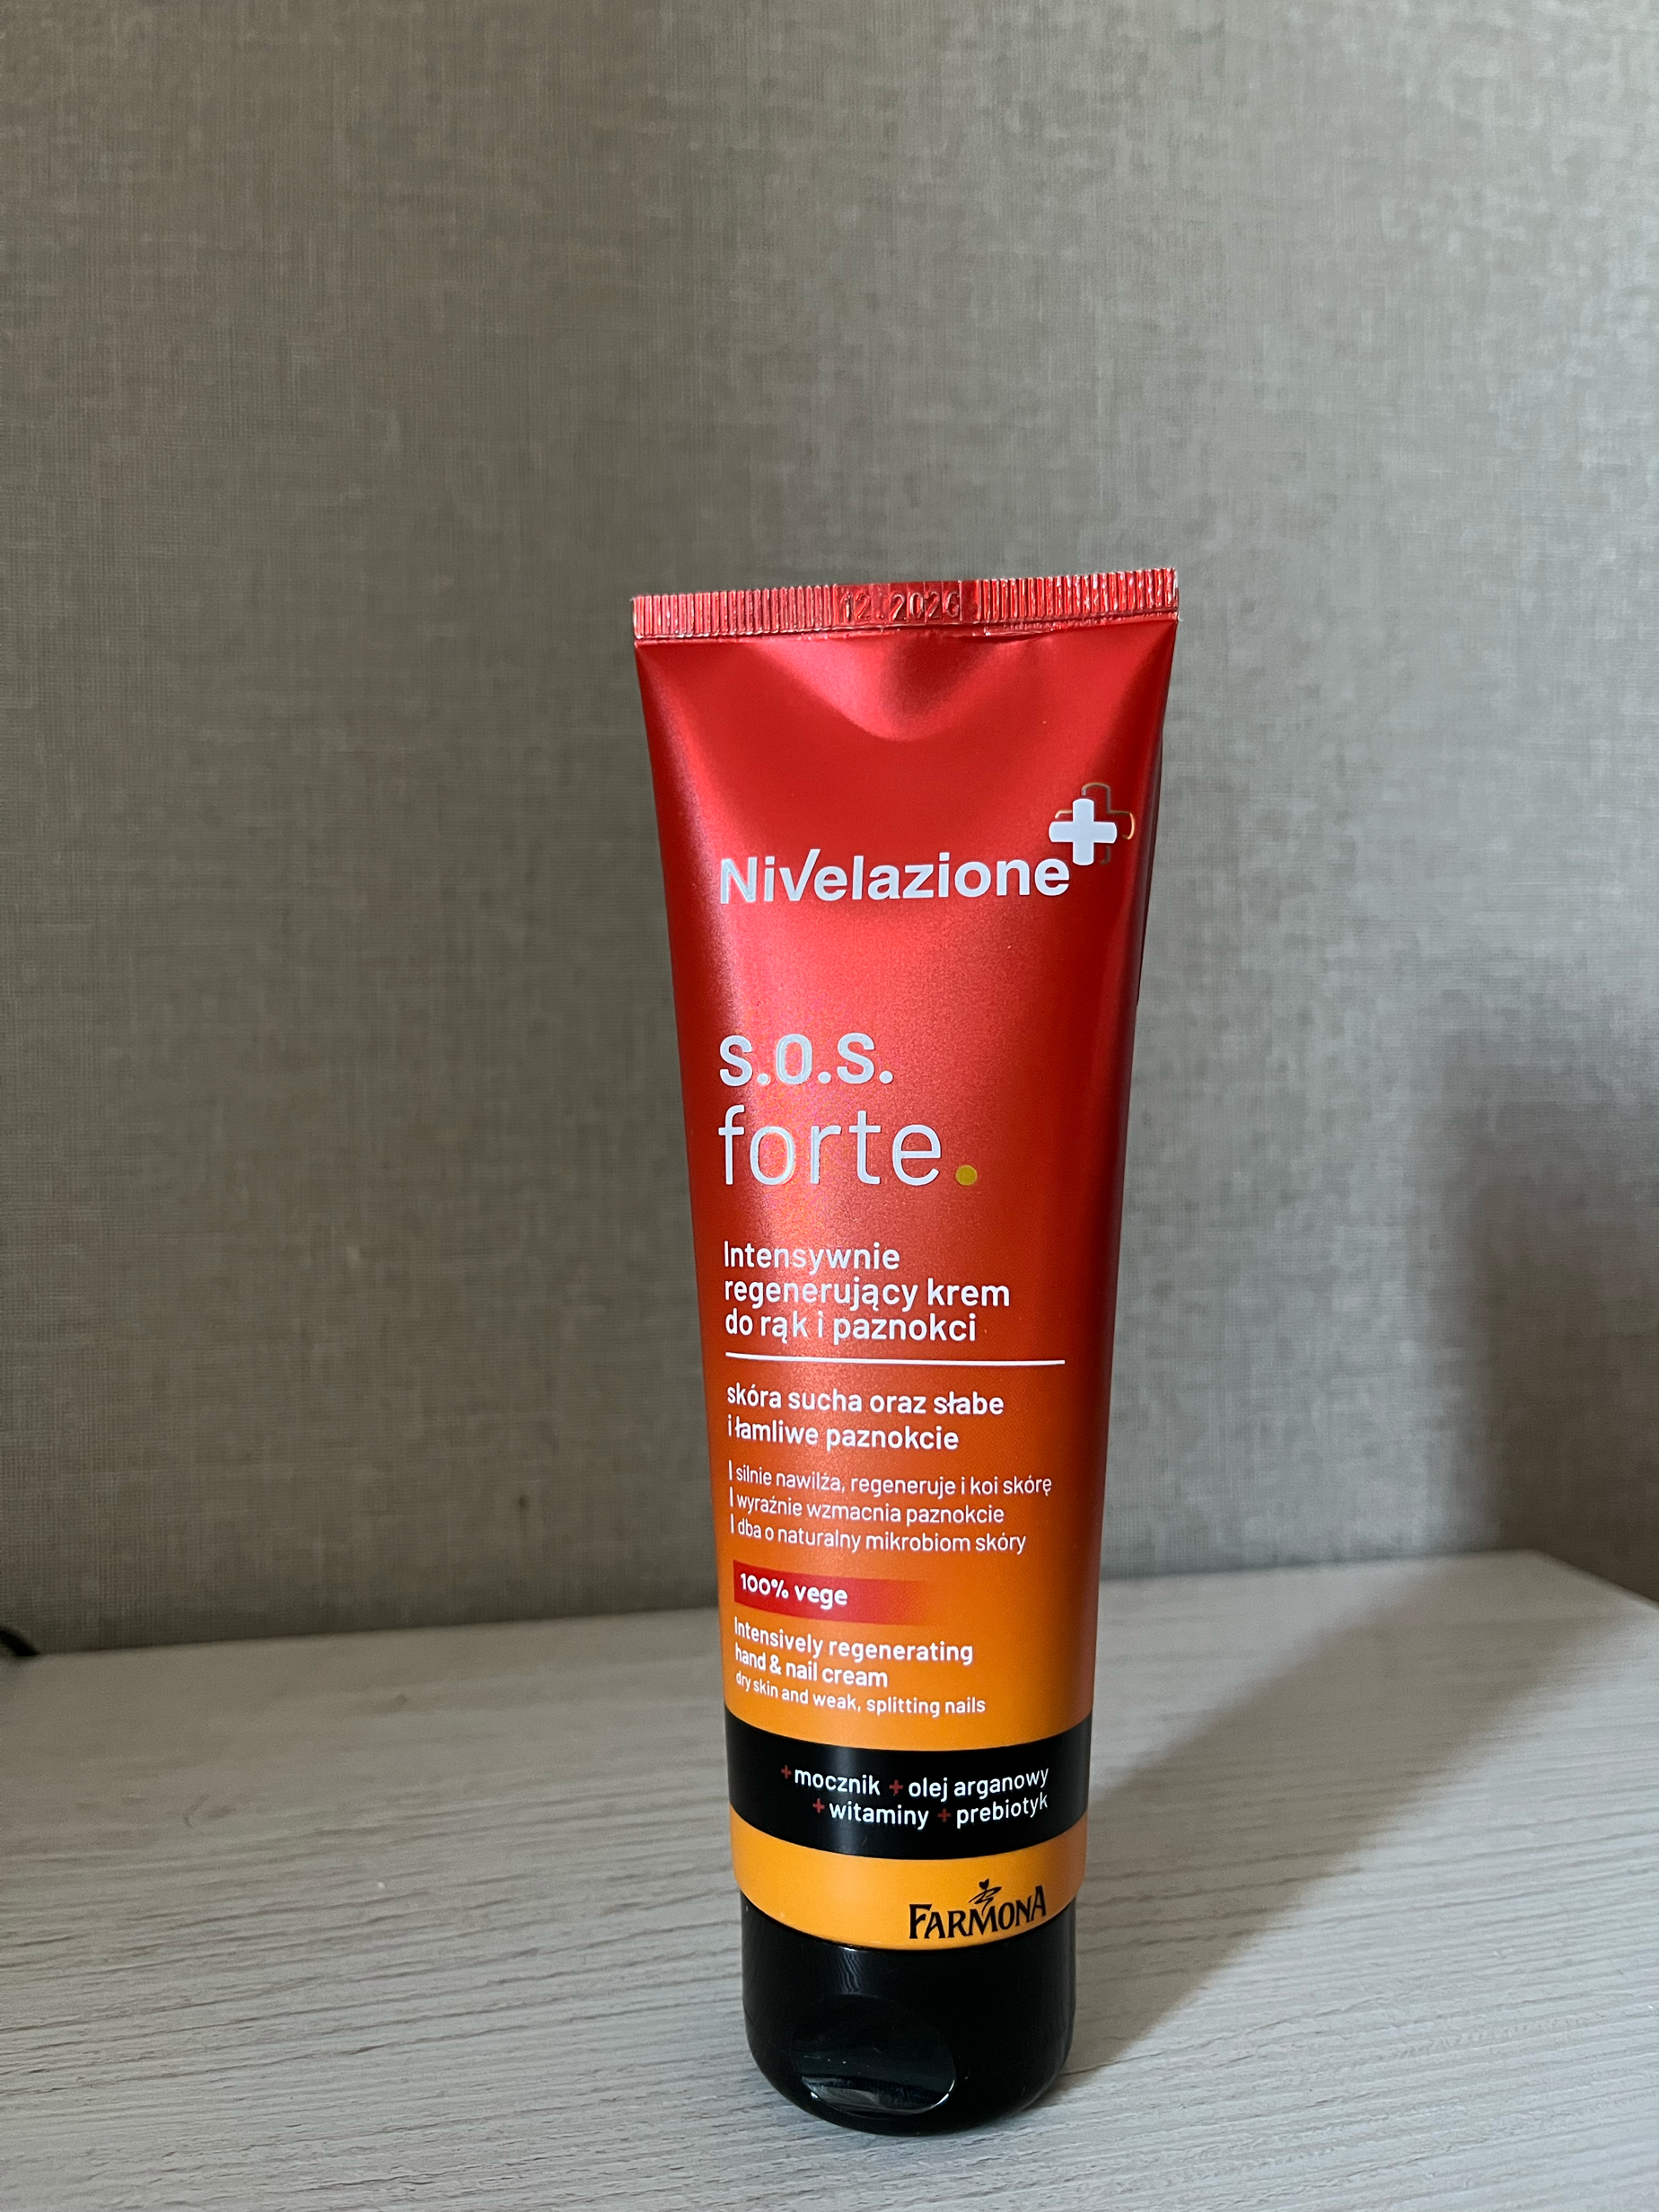 12.2026
Nivelazione
s.o.s.
forte.
Intensywnie
regenerujący krem
do rąk i paznokci
skóra sucha oraz słabe
i łamliwe paznokcie
| silnie nawilża, regeneruje i koi skórę
| wyraźnie wzmacnia paznokcie
| dba o naturalny mikrobiom skóry
100% vege
Intensively regenerating
hand & nail cream
dry skin and weak, splitting nails
+mocznik +olej arganowy
+witaminy +prebiotyk
FARMONA